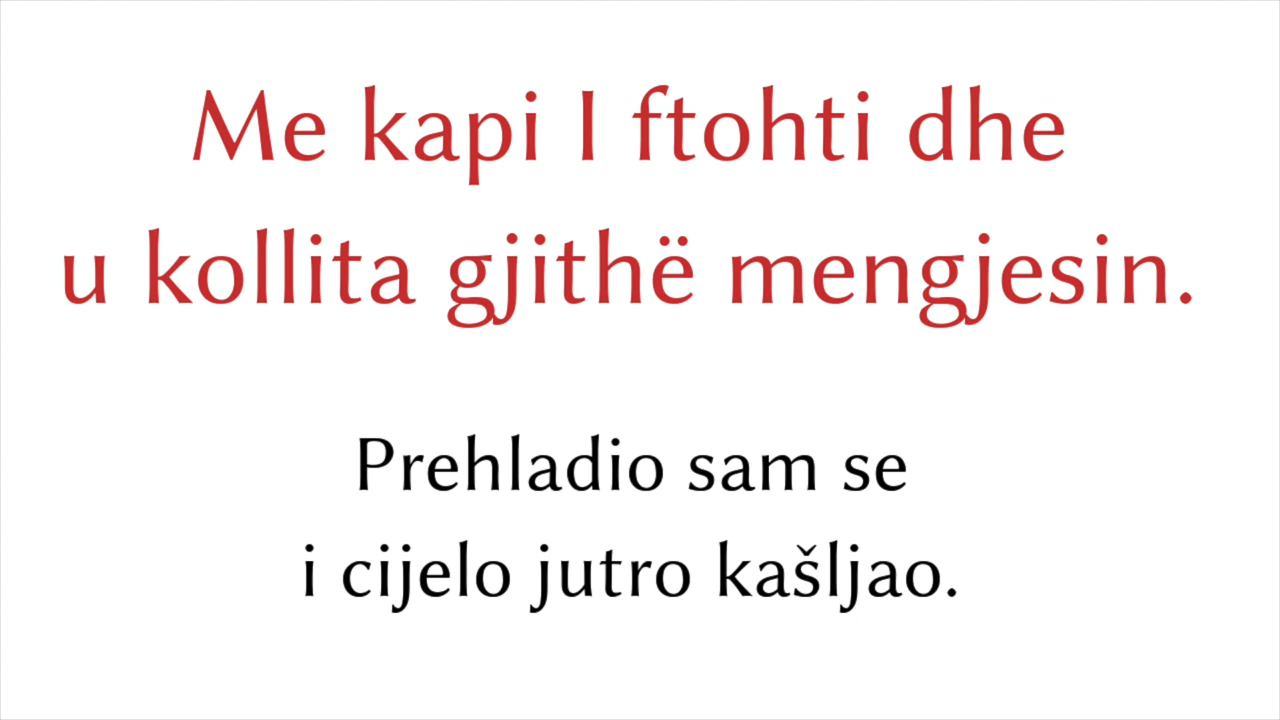 Me kapi I ftohti dhe
u kollita gjithë mengjesin.
Prehladio sam se
i cijelo jutro kašljao.